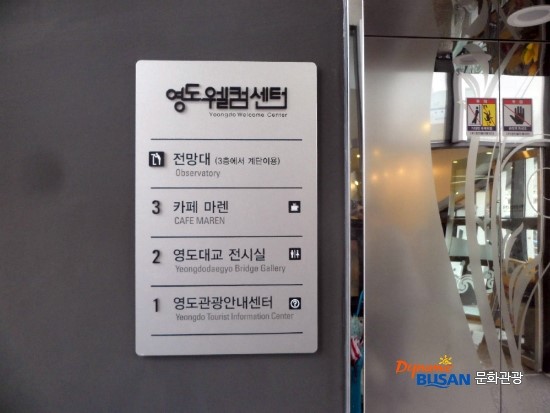 영도웰컴센터
Yeongdo Welcome Center
전망대 (3층에서 계단이용)
Observatory
3 카페 마렌
CAFE MAREN
2 영도대교 전시실
Yeongdodaegyo Bridge Gallery
1 영도관광안내센터
Yeongdo Tourist Information Center
Dynamic
BUSAN 문화관광